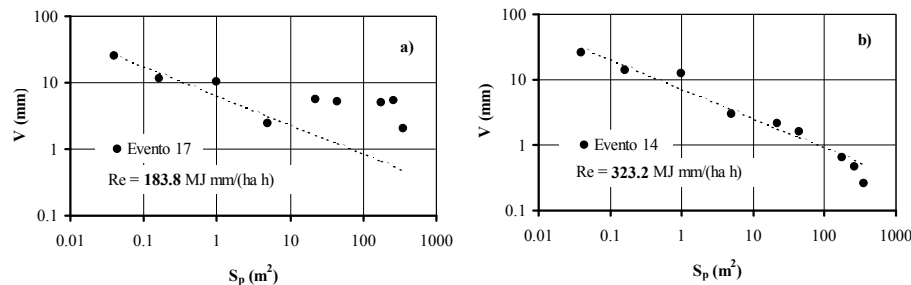 100
a)
10
V (mm)
1
Evento 17
Re = 183.8 MJ mm/(ha h)
0.1
0.01 0.1 1 10 100 1000
Sp (m²)
100
b)
10
V (mm)
1
Evento 14
Re = 323.2 MJ mm/(ha h)
0.1
0.01 0.1 1 10 100 1000
Sp (m²)